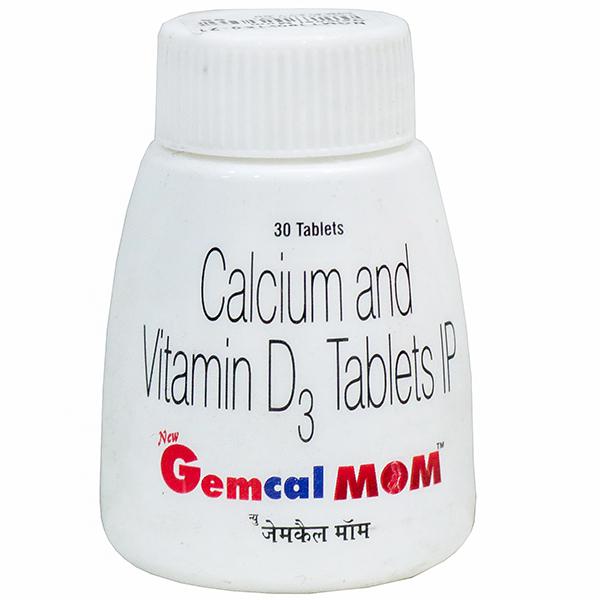 30 Tablets
Calcium and
Vitamin D3 Tablets IP
New
Gemcal MOM™
न्यु जेमकैल मॉम